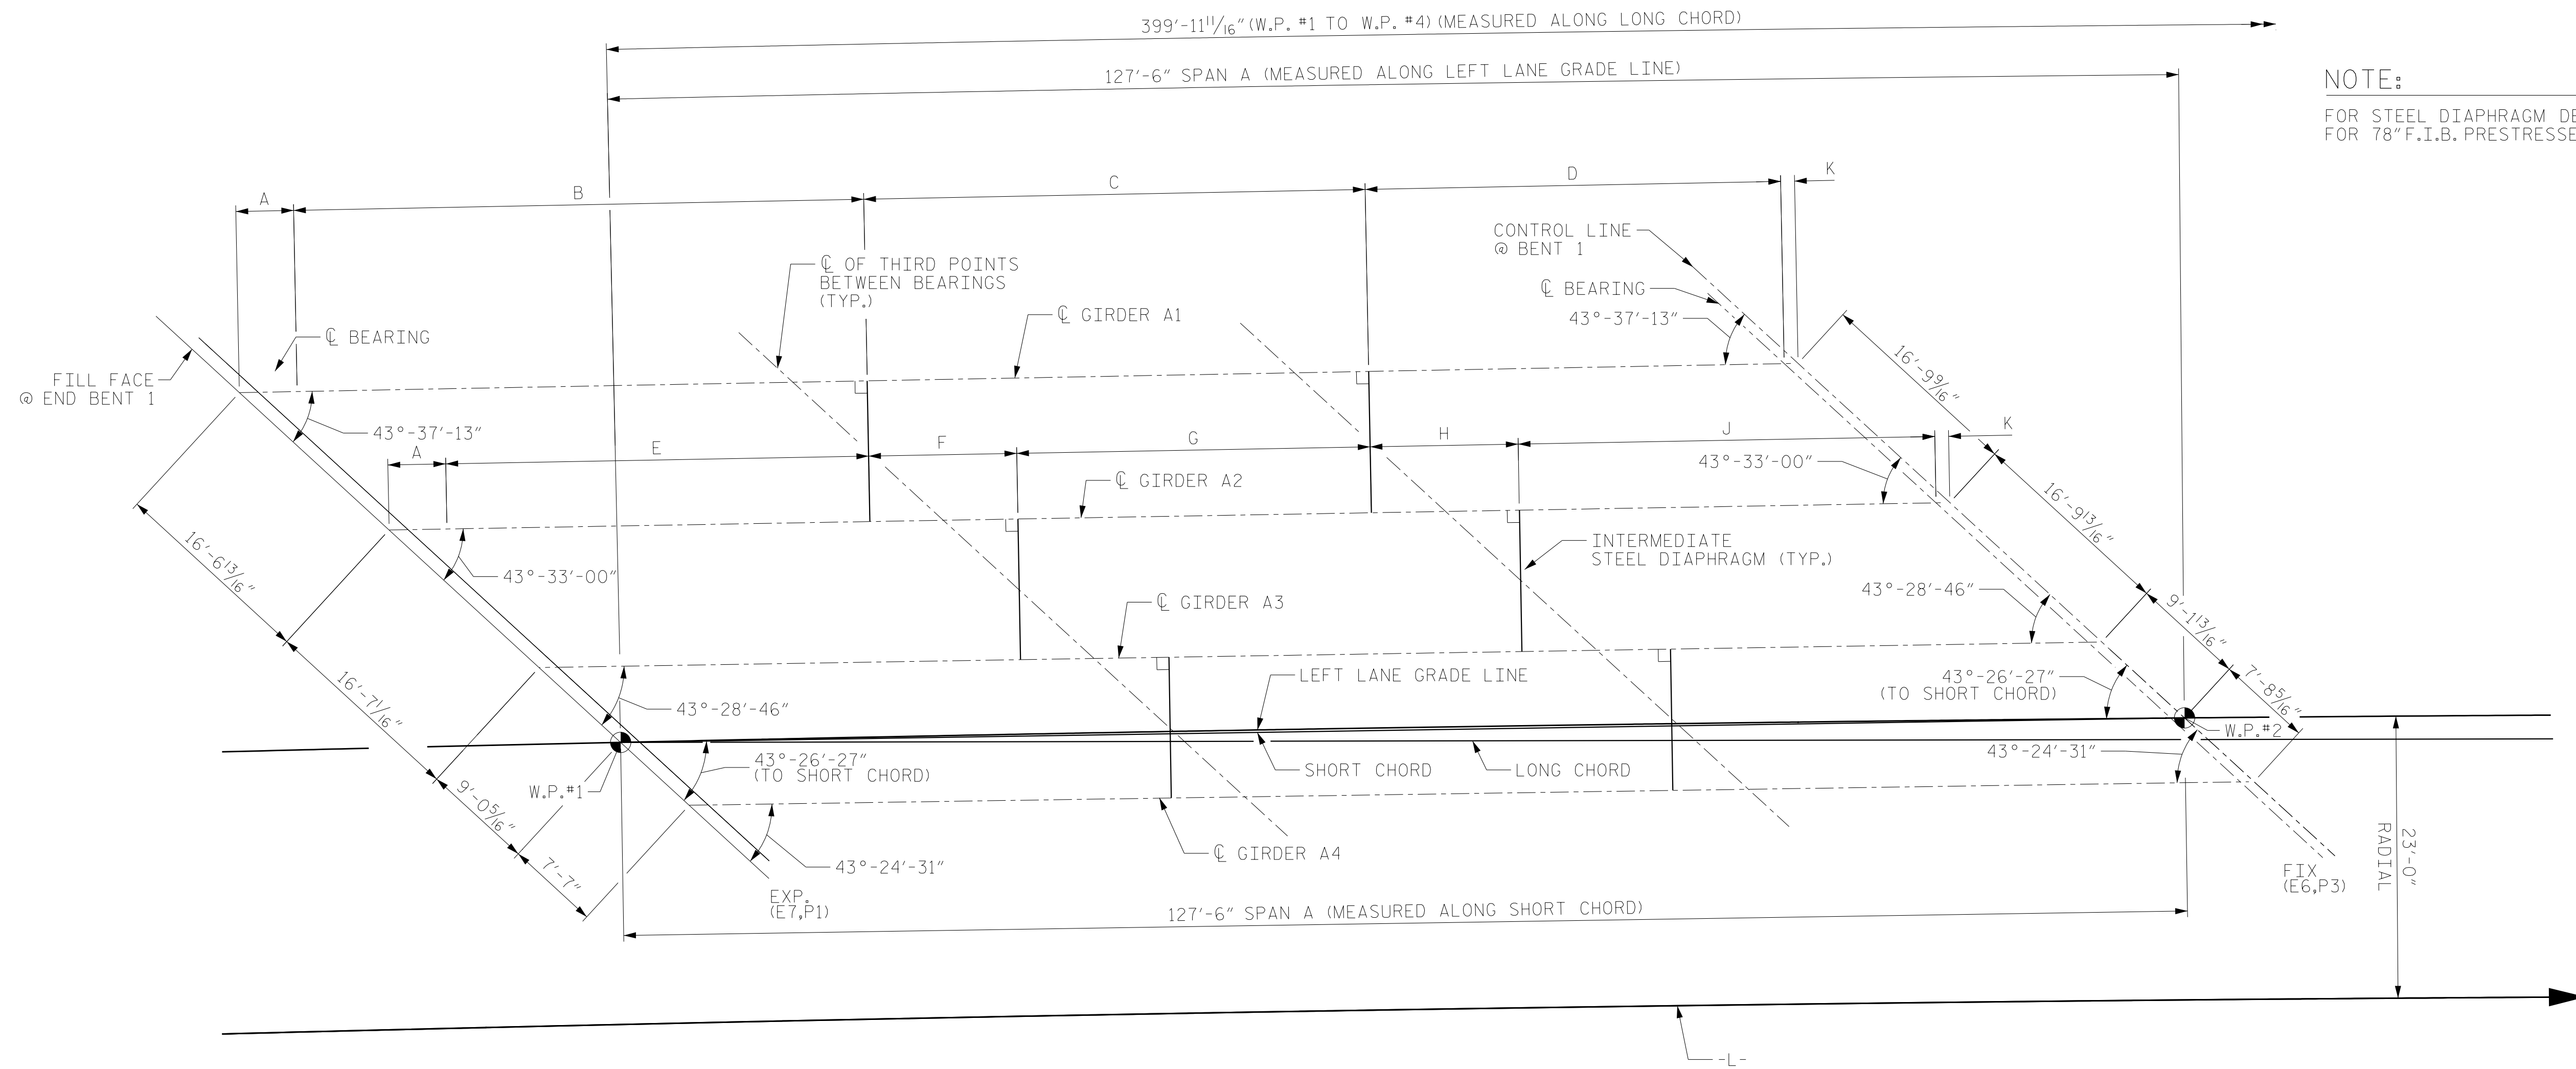 399'-11 11/16" (W.P. #1 TO W.P. #4) (MEASURED ALONG LONG CHORD)
127'-6" SPAN A (MEASURED ALONG LEFT LANE GRADE LINE)
NOTE:
FOR STEEL DIAPHRAGM DE
FOR 78" F.I.B. PRESTRESSE
A
B
C
D
K
CONTROL LINE
@ BENT 1
℄ OF THIRD POINTS
BETWEEN BEARINGS
(TYP.)
℄ BEARING
43°-37'-13"
℄ GIRDER A1
℄ BEARING
FILL FACE
@ END BENT 1
16'-9 9/16"
43°-37'-13"
A
E
F
G
H
J
K
43°-33'-00"
℄ GIRDER A2
16'-9 13/16"
INTERMEDIATE
STEEL DIAPHRAGM (TYP.)
16'-6 13/16"
43°-33'-00"
43°-28'-46"
℄ GIRDER A3
9'-1 13/16"
LEFT LANE GRADE LINE
43°-26'-27"
(TO SHORT CHORD)
7'-8 5/16"
16'-7 1/16"
43°-28'-46"
W.P.#2
43°-26'-27"
(TO SHORT CHORD)
SHORT CHORD
LONG CHORD
43°-24'-31"
W.P.#1
9'-0 5/16"
℄ GIRDER A4
43°-24'-31"
7'-7"
EXP.
(E7,P1)
FIX
(E6,P3)
23'-0"
RADIAL
127'-6" SPAN A (MEASURED ALONG SHORT CHORD)
-L-